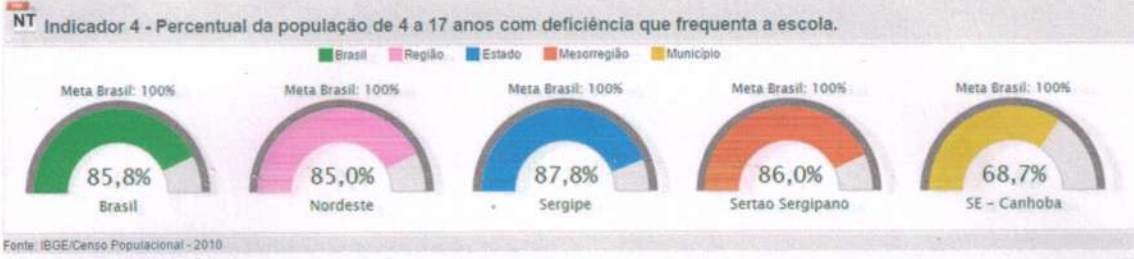 NT Indicador 4 - Percentual da população de 4 a 17 anos com deficiência que frequenta a escola.
Brasil Região Estado Mesorregião Município
Meta Brasil: 100% Meta Brasil: 100% Meta Brasil: 100% Meta Brasil: 100% Meta Brasil: 100%
85,8% 85,0% 87,8% 86,0% 68,7%
Brasil Nordeste Sergipe Sertao Sergipano SE – Canhoba
Fonte: IBGE/Censo Populacional - 2010